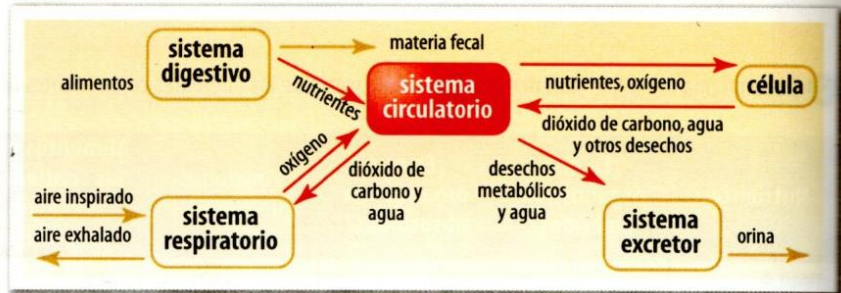 sistema
digestivo
materia fecal
alimentos
nutrientes
sistema
circulatorio
nutrientes, oxígeno
célula
dióxido de carbono, agua
y otros desechos
oxígeno
dióxido de
carbono y
agua
desechos
metabólicos
y agua
aire inspirado
aire exhalado
sistema
respiratorio
sistema
excretor
orina